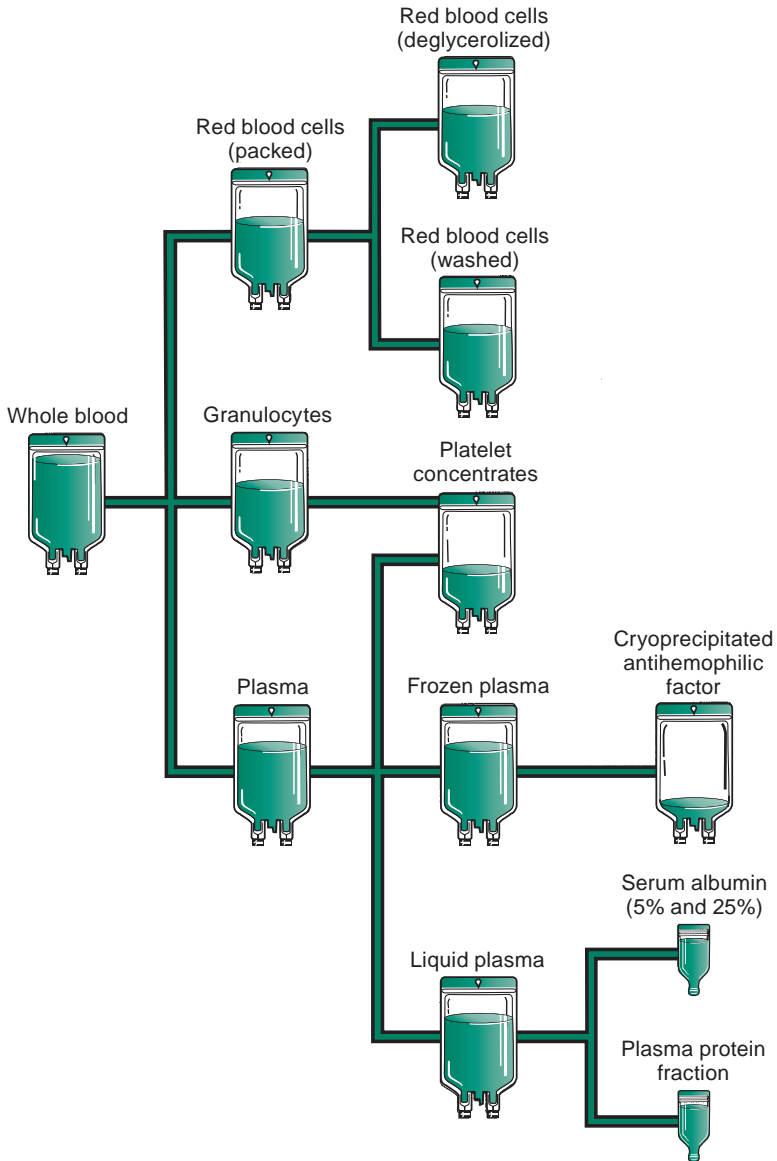 Red blood cells
(deglycerolized)
Red blood cells
(packed)
Red blood cells
(washed)
Whole blood
Granulocytes
Platelet
concentrates
Cryoprecipitated
antihemophilic
factor
Plasma
Frozen plasma
Serum albumin
(5% and 25%)
Liquid plasma
Plasma protein
fraction